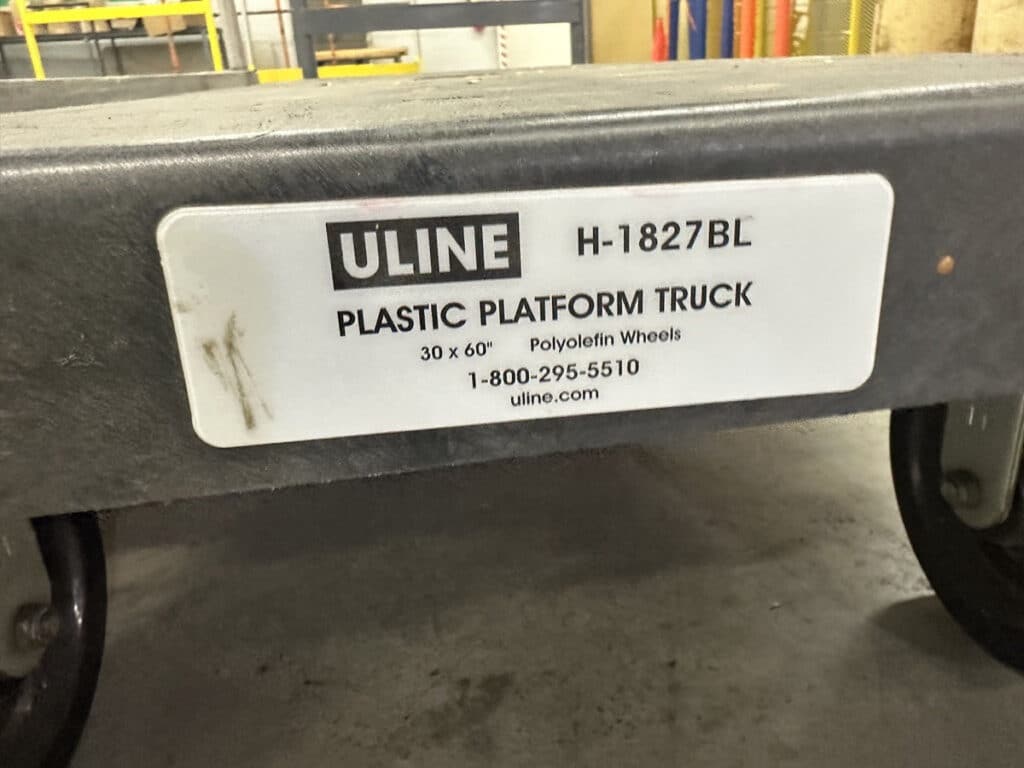 ULINE H-1827BL
PLASTIC PLATFORM TRUCK
30 x 60" Polyolefin Wheels
1-800-295-5510
uline.com